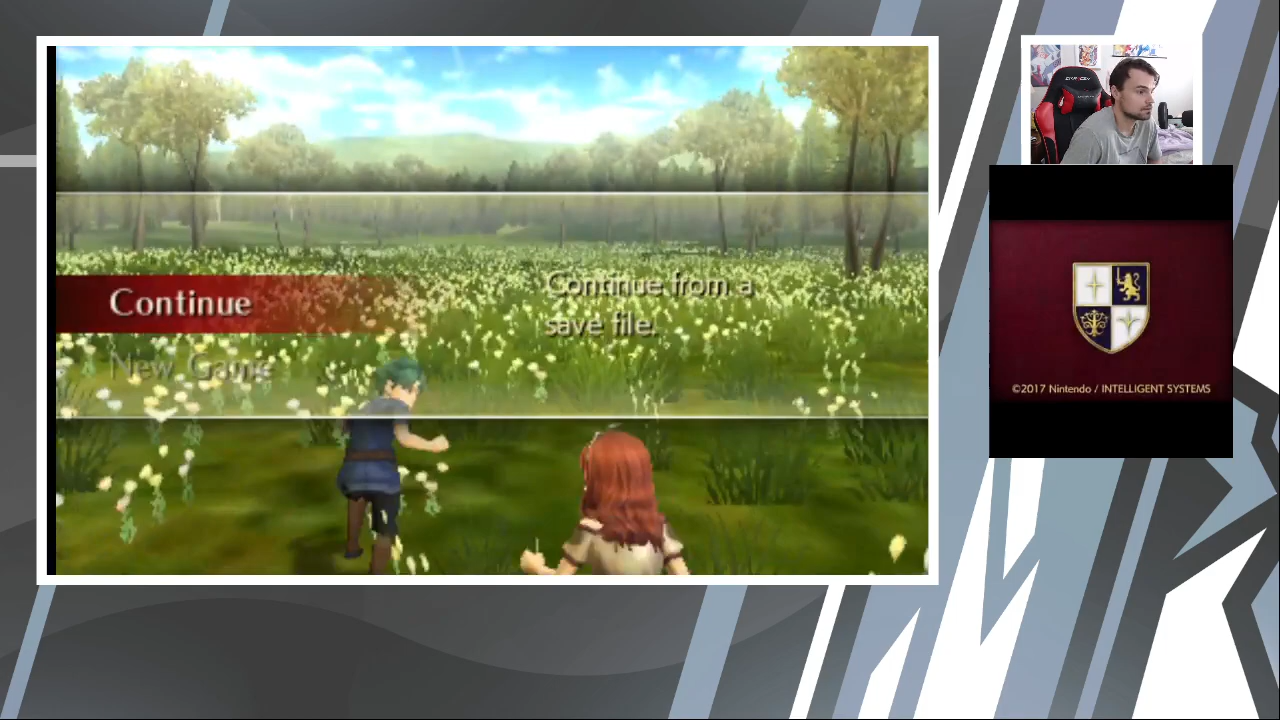 Continue
Continue from a
save file.
New Game
©2017 Nintendo / INTELLIGENT SYSTEMS